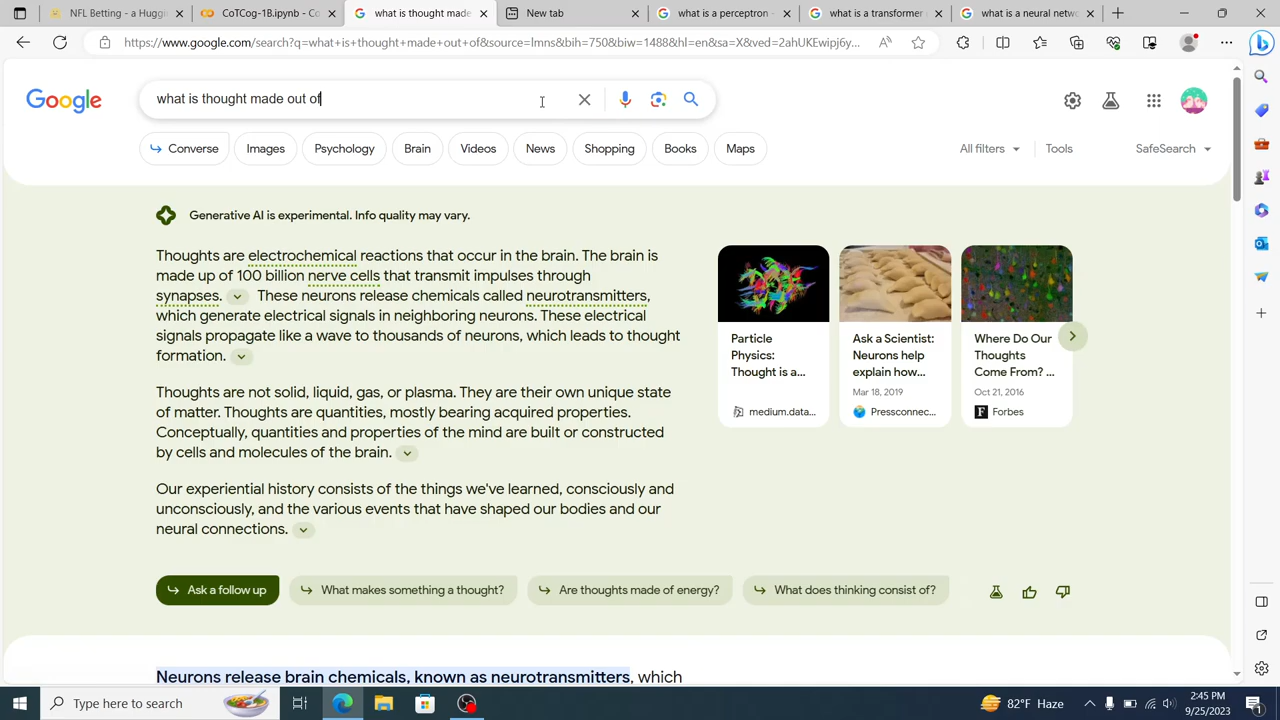 NFL Betting - a Hugg
CoTCog-1B.ipynb - Co
what is thought made
New tab
what is a perceptron -
what is a transformer
what is a neural netw
https://www.google.com/search?q=what+is+thought+made+out+of&source=lmns&bih=750&biw=1488&hl=en&sa=X&ved=2ahUKEwipj6y...
Google
what is thought made out of
Converse
Images
Psychology
Brain
Videos
News
Shopping
Books
Maps
All filters
Tools
SafeSearch
Generative AI is experimental. Info quality may vary.
Thoughts are electrochemical reactions that occur in the brain. The brain is
made up of 100 billion nerve cells that transmit impulses through
synapses. These neurons release chemicals called neurotransmitters,
which generate electrical signals in neighboring neurons. These electrical
signals propagate like a wave to thousands of neurons, which leads to thought
formation.
Thoughts are not solid, liquid, gas, or plasma. They are their own unique state
of matter. Thoughts are quantities, mostly bearing acquired properties.
Conceptually, quantities and properties of the mind are built or constructed
by cells and molecules of the brain.
Our experiential history consists of the things we've learned, consciously and
unconsciously, and the various events that have shaped our bodies and our
neural connections.
Particle
Physics:
Thought is a...
medium.data...
Ask a Scientist:
Neurons help
explain how...
Mar 18, 2019
Pressconnec...
Where Do Our
Thoughts
Come From? ...
Oct 21, 2016
Forbes
Ask a follow up
What makes something a thought?
Are thoughts made of energy?
What does thinking consist of?
Neurons release brain chemicals, known as neurotransmitters, which
Type here to search
82°F Haze
2:45 PM
9/25/2023